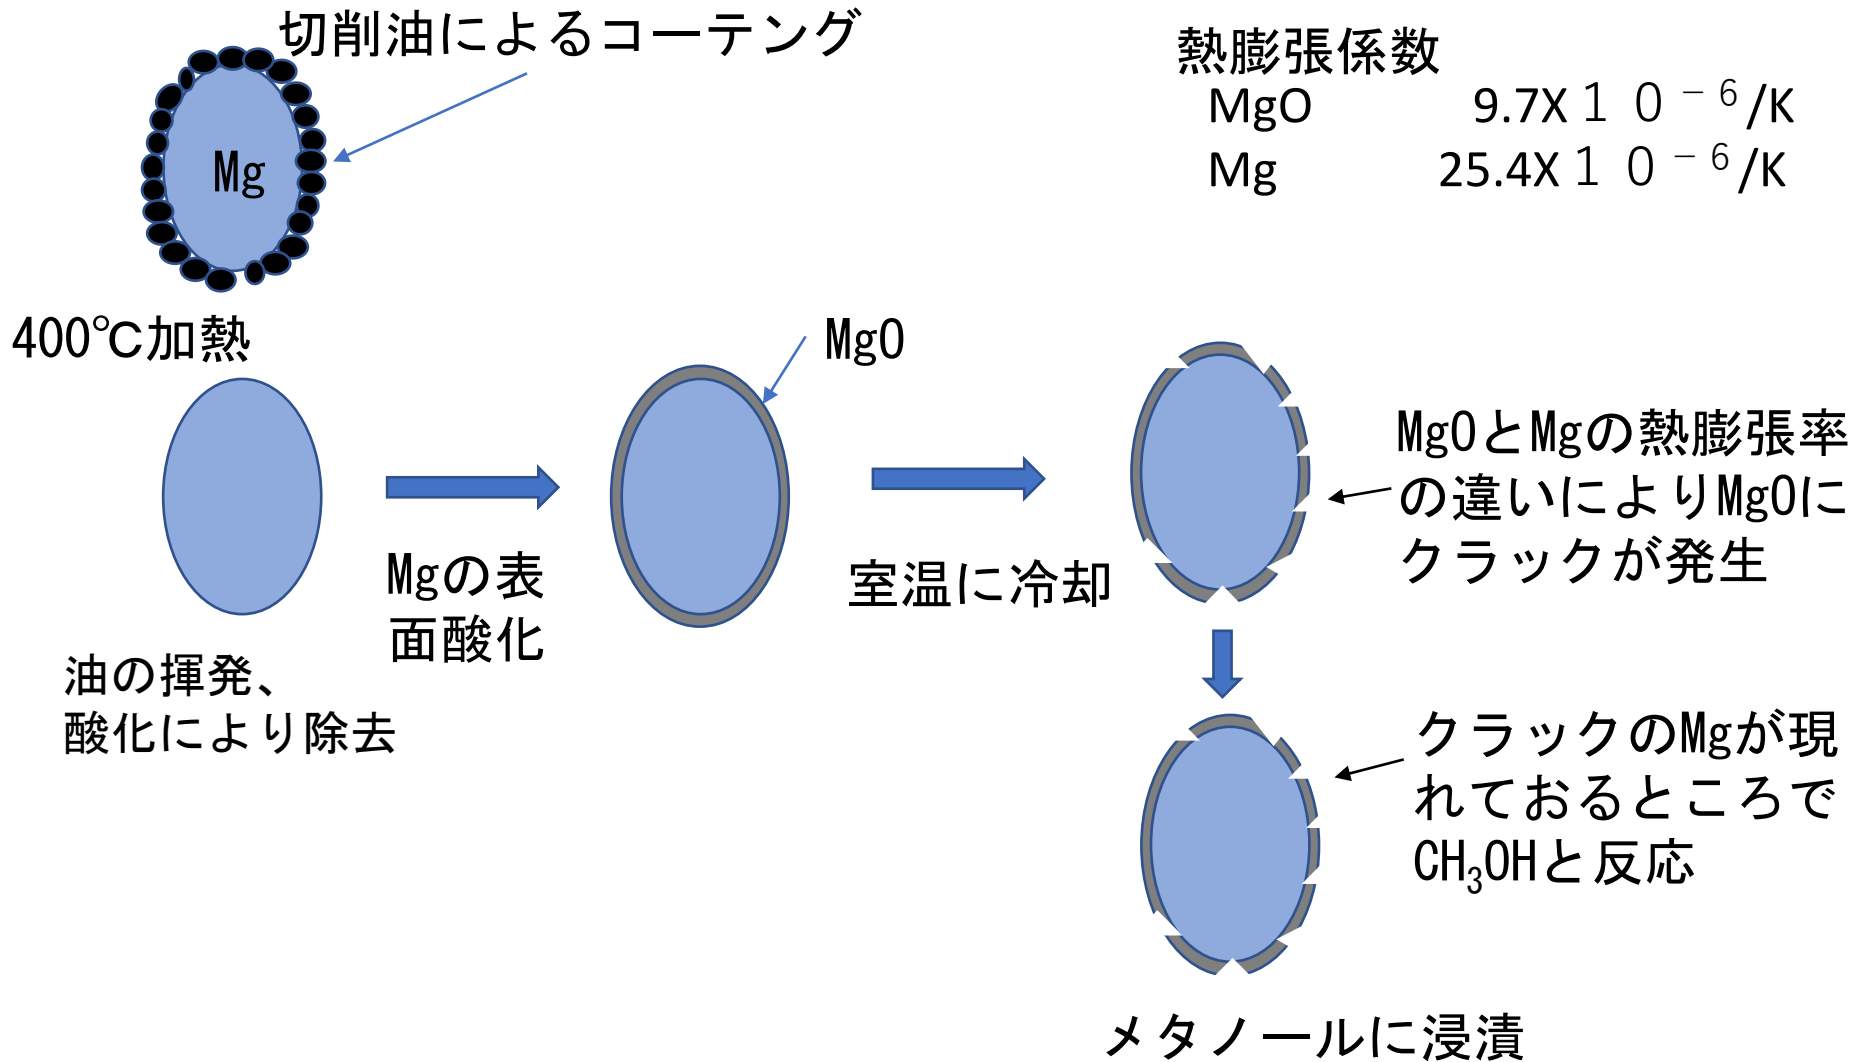 切削油によるコーテング
Mg
熱膨張係数
MgO 9.7X10⁻⁶/K
Mg 25.4X10⁻⁶/K
400℃加熱
油の揮発、
酸化により除去
Mgの表
面酸化
MgO
室温に冷却
MgOとMgの熱膨張率
の違いによりMgOに
クラックが発生
クラックのMgが現
れておるところで
CH₃OHと反応
メタノールに浸漬